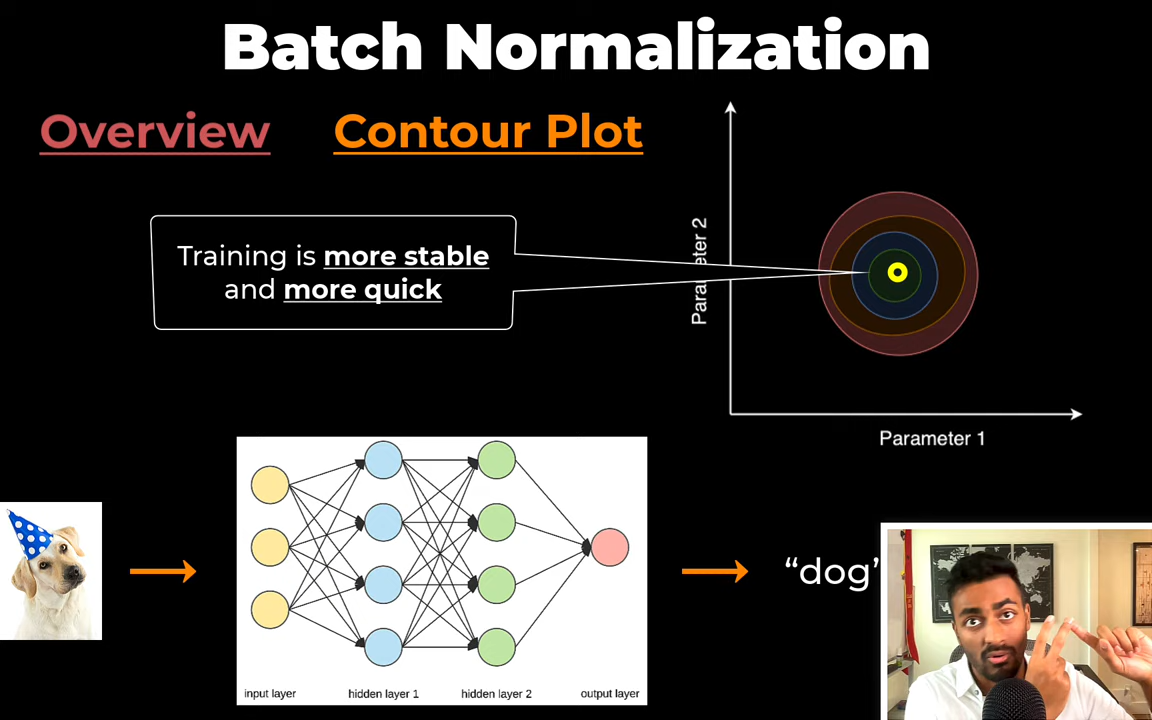 Batch Normalization
Overview
Contour Plot
Training is more stable
and more quick
Parameter 2
Parameter 1
"dog"
input layer
hidden layer 1
hidden layer 2
output layer